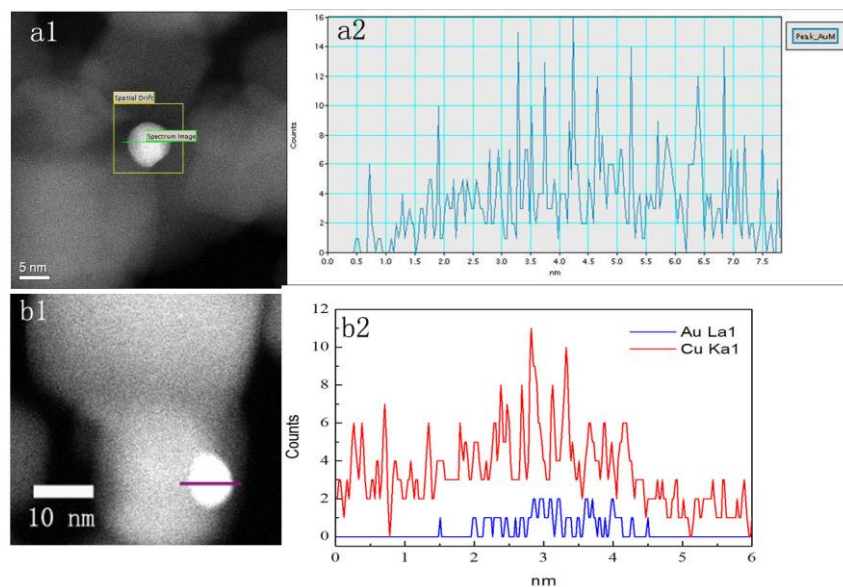 a1
Spatial Drift
Spectrum Image
5 nm
a2
Peak_AuM
Counts
16
14
12
10
8
6
4
2
0
0.0 0.5 1.0 1.5 2.0 2.5 3.0 3.5 4.0 4.5 5.0 5.5 6.0 6.5 7.0 7.5
nm
b1
10 nm
b2
Au La1
Cu Ka1
Counts
12
10
8
6
4
2
0
0 1 2 3 4 5 6
nm